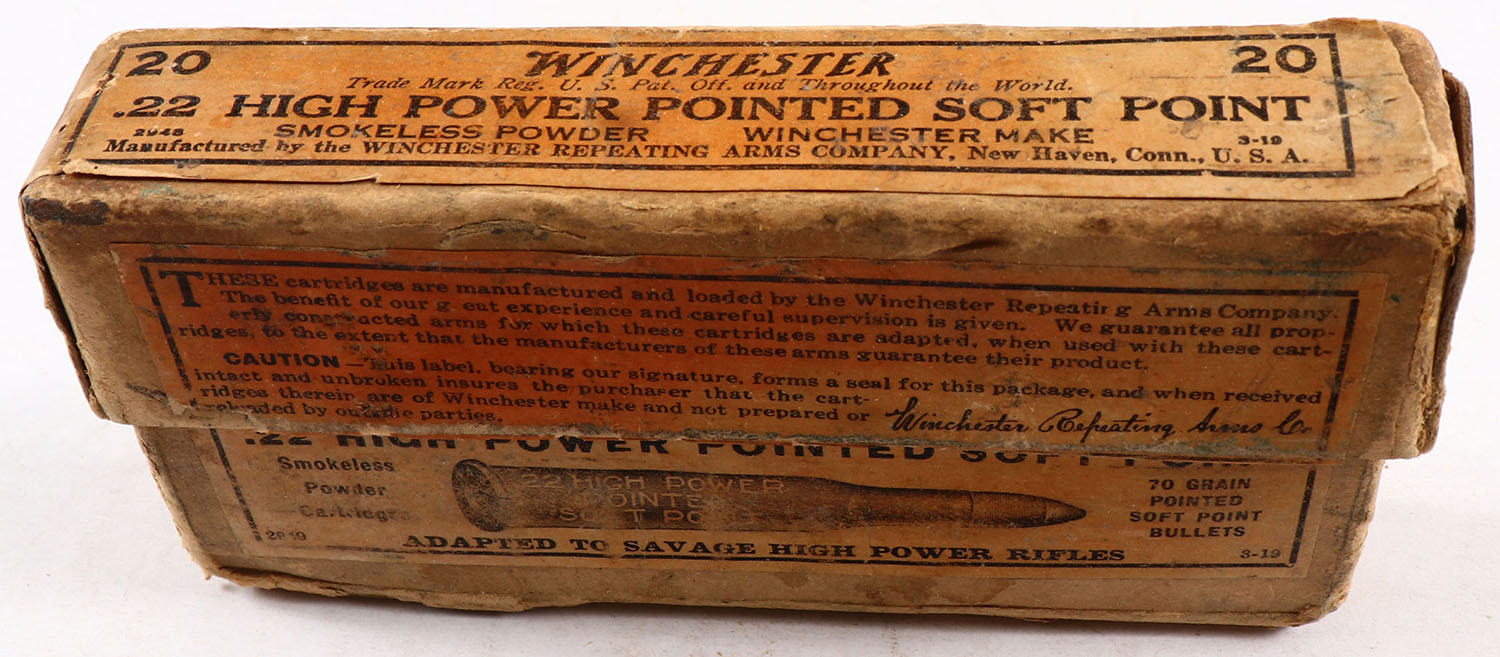 20 WINCHESTER 20
Trade Mark Reg. U. S. Pat. Off. and Throughout the World.
.22 HIGH POWER POINTED SOFT POINT
2948 SMOKELESS POWDER WINCHESTER MAKE 3-19
Manufactured by the WINCHESTER REPEATING ARMS COMPANY, New Haven, Conn., U. S. A.
THESE cartridges are manufactured and loaded by the Winchester Repeating Arms Company.
The benefit of our great experience and careful supervision is given. We guarantee all prop-
erly constructed arms for which these cartridges are adapted, when used with these cart-
ridges, to the extent that the manufacturers of these arms guarantee their product.
CAUTION—This label, bearing our signature, forms a seal for this package, and when received
intact and unbroken insures the purchaser that the cart-
ridges therein are of Winchester make and not prepared or
reloaded by outside parties. Winchester Repeating Arms Co.
.22 HIGH POWER POINTED SOFT POINT
Smokeless
Powder
Cartridges
22 HIGH POWER
POINTED
SOFT POINT
70 GRAIN
POINTED
SOFT POINT
BULLETS
2949 ADAPTED TO SAVAGE HIGH POWER RIFLES 3-19